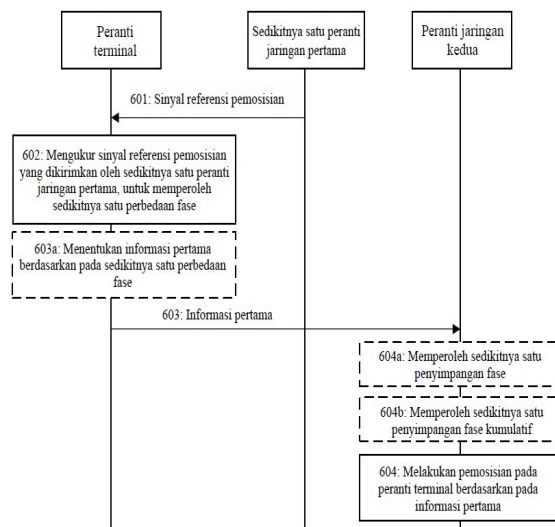 Peranti
terminal
Sedikitnya satu peranti
jaringan pertama
Peranti jaringan
kedua
601: Sinyal referensi pemosisian
602: Mengukur sinyal referensi pemosisian
yang dikirimkan oleh sedikitnya satu peranti
jaringan pertama, untuk memperoleh
sedikitnya satu perbedaan fase
603a: Menentukan informasi pertama
berdasarkan pada sedikitnya satu perbedaan
fase
603: Informasi pertama
604a: Memperoleh sedikitnya satu
penyimpangan fase
604b: Memperoleh sedikitnya satu
penyimpangan fase kumulatif
604: Melakukan pemosisian pada
peranti terminal berdasarkan pada
informasi pertama